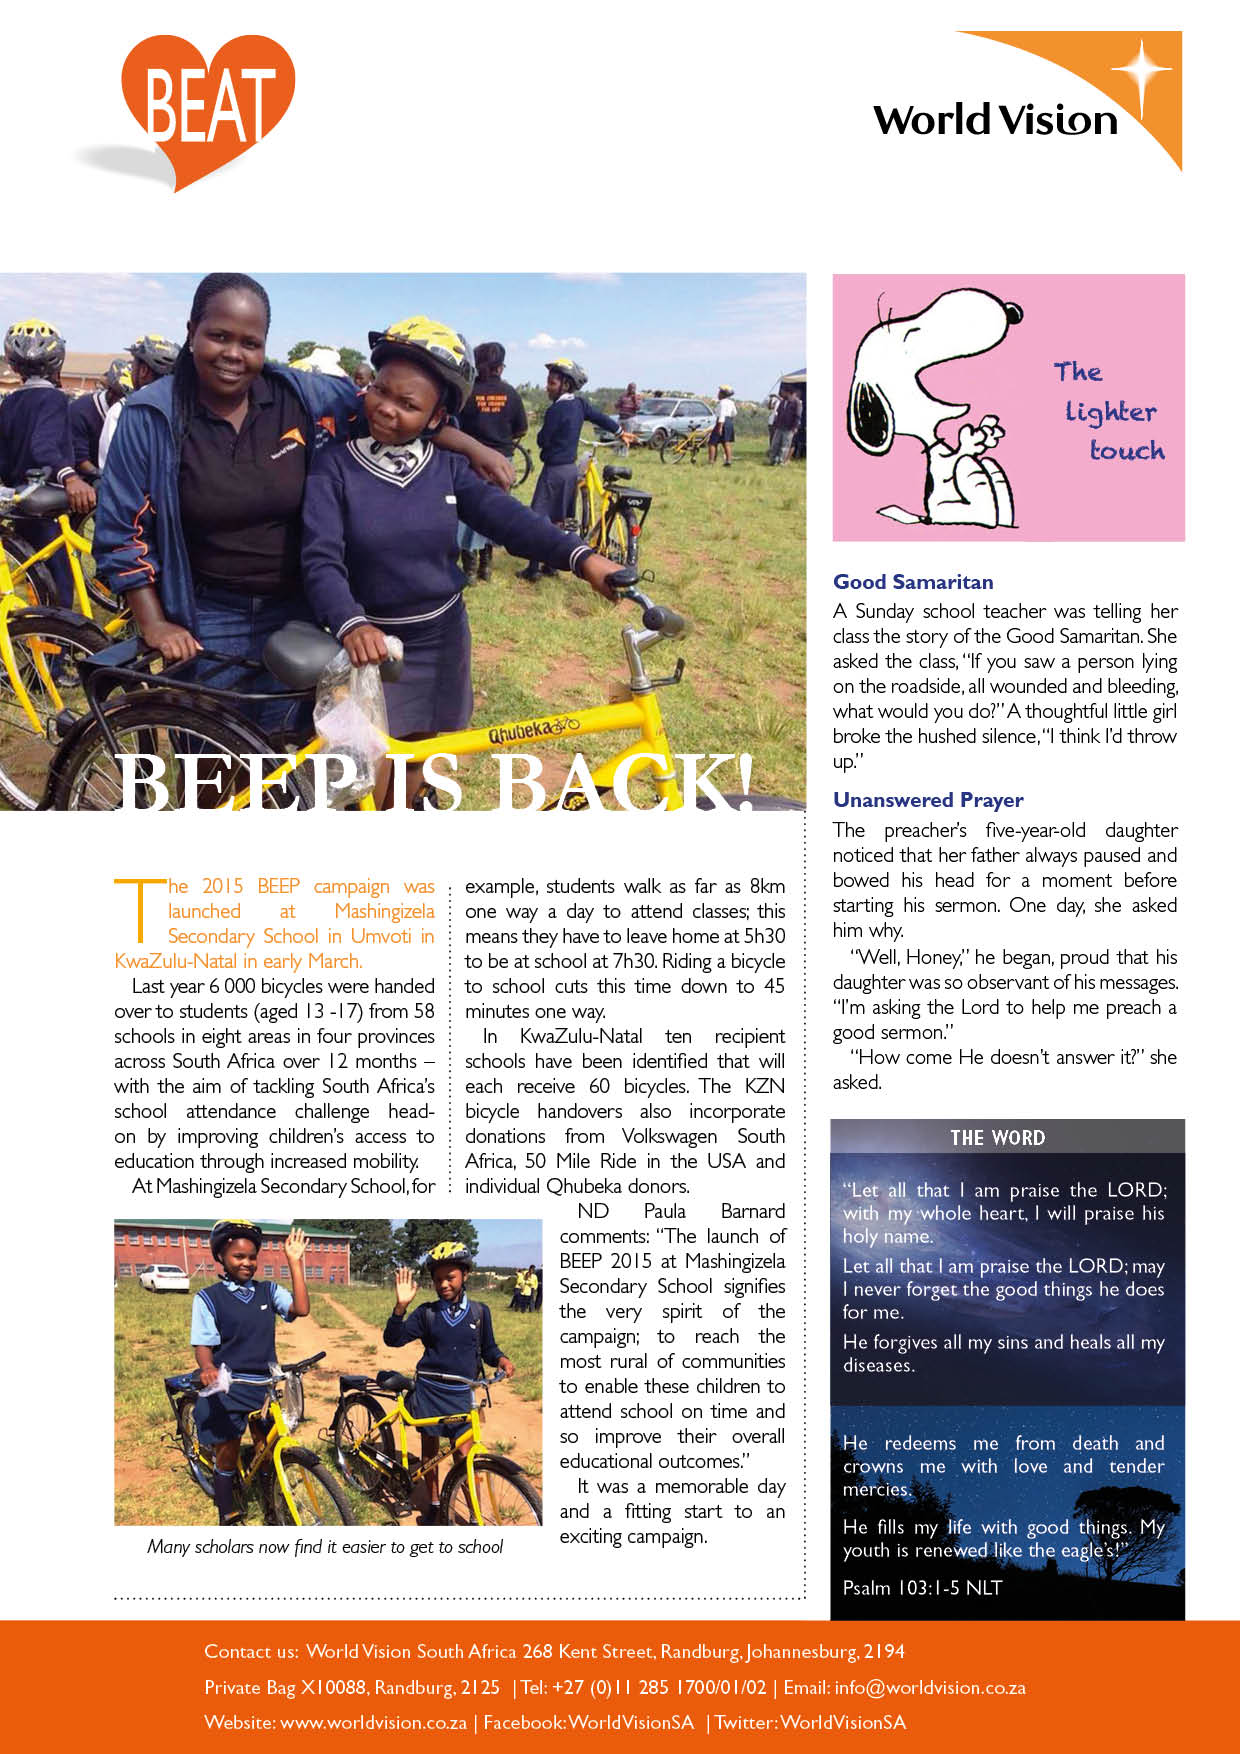 BEAT
World Vision
The
lighter
touch
World Vision
Qhubeka
BEEP IS BACK!
The 2015 BEEP campaign was
launched at Mashingizela
Secondary School in Umvoti in
KwaZulu-Natal in early March.
Last year 6 000 bicycles were handed
over to students (aged 13 -17) from 58
schools in eight areas in four provinces
across South Africa over 12 months –
with the aim of tackling South Africa’s
school attendance challenge head-
on by improving children’s access to
education through increased mobility.
At Mashingizela Secondary School, for
example, students walk as far as 8km
one way a day to attend classes; this
means they have to leave home at 5h30
to be at school at 7h30. Riding a bicycle
to school cuts this time down to 45
minutes one way.
In KwaZulu-Natal ten recipient
schools have been identified that will
each receive 60 bicycles. The KZN
bicycle handovers also incorporate
donations from Volkswagen South
Africa, 50 Mile Ride in the USA and
individual Qhubeka donors.
ND Paula Barnard
comments: “The launch of
BEEP 2015 at Mashingizela
Secondary School signifies
the very spirit of the
campaign; to reach the
most rural of communities
to enable these children to
attend school on time and
so improve their overall
educational outcomes.”
It was a memorable day
and a fitting start to an
exciting campaign.
Many scholars now find it easier to get to school
Good Samaritan
A Sunday school teacher was telling her
class the story of the Good Samaritan. She
asked the class, “If you saw a person lying
on the roadside, all wounded and bleeding,
what would you do?” A thoughtful little girl
broke the hushed silence, “I think I’d throw
up.”
Unanswered Prayer
The preacher’s five-year-old daughter
noticed that her father always paused and
bowed his head for a moment before
starting his sermon. One day, she asked
him why.
“Well, Honey,” he began, proud that his
daughter was so observant of his messages.
“I’m asking the Lord to help me preach a
good sermon.”
“How come He doesn’t answer it?” she
asked.
THE WORD
“Let all that I am praise the LORD;
with my whole heart, I will praise his
holy name.
Let all that I am praise the LORD; may
I never forget the good things he does
for me.
He forgives all my sins and heals all my
diseases.
He redeems me from death and
crowns me with love and tender
mercies.
He fills my life with good things. My
youth is renewed like the eagle’s!”
Psalm 103:1-5 NLT
Contact us: World Vision South Africa 268 Kent Street, Randburg, Johannesburg, 2194
Private Bag X10088, Randburg, 2125 | Tel: +27 (0)11 285 1700/01/02 | Email: info@worldvision.co.za
Website: www.worldvision.co.za | Facebook: WorldVisionSA | Twitter: WorldVisionSA